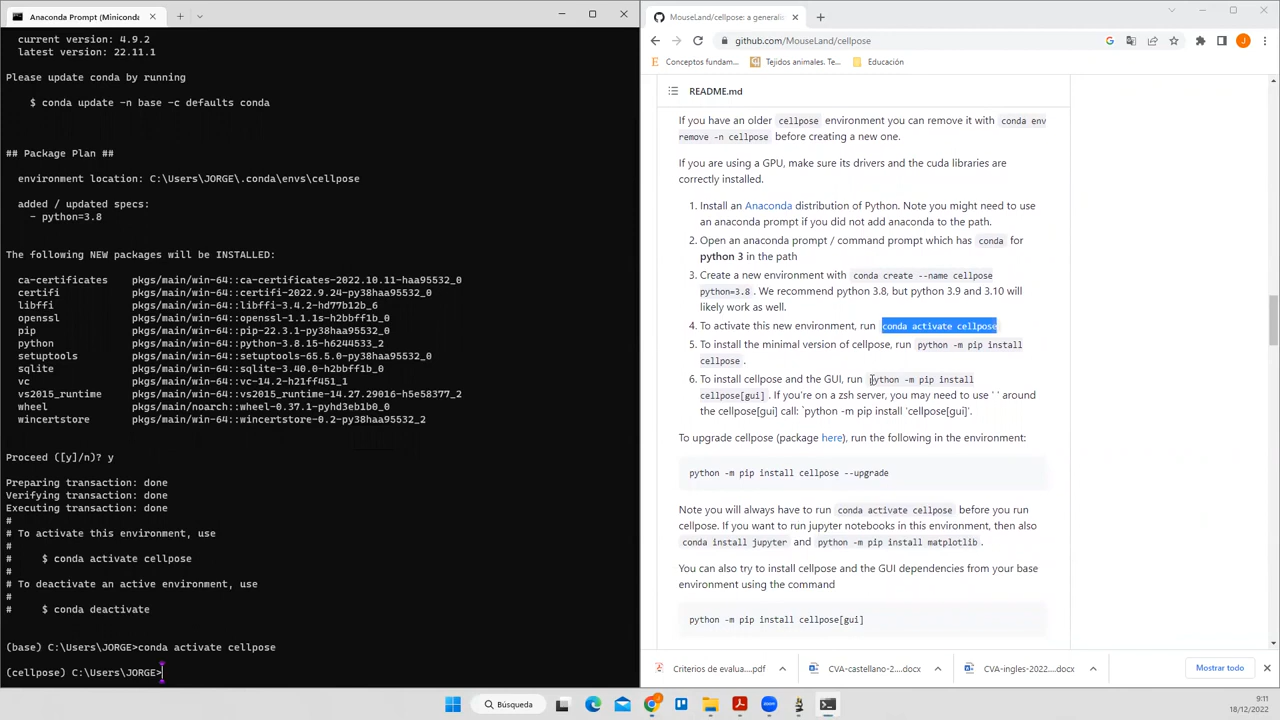 Anaconda Prompt (Miniconda
current version: 4.9.2
latest version: 22.11.1
Please update conda by running
$ conda update -n base -c defaults conda
## Package Plan ##
environment location: C:\Users\JORGE\.conda\envs\cellpose
added / updated specs:
- python=3.8
The following NEW packages will be INSTALLED:
ca-certificates pkgs/main/win-64::ca-certificates-2022.10.11-haa95532_0
certifi pkgs/main/win-64::certifi-2022.9.24-py38haa95532_0
libffi pkgs/main/win-64::libffi-3.4.2-hd77b12b_6
openssl pkgs/main/win-64::openssl-1.1.1s-h2bbff1b_0
pip pkgs/main/win-64::pip-22.3.1-py38haa95532_0
python pkgs/main/win-64::python-3.8.15-h6244533_2
setuptools pkgs/main/win-64::setuptools-65.5.0-py38haa95532_0
sqlite pkgs/main/win-64::sqlite-3.40.0-h2bbff1b_0
vc pkgs/main/win-64::vc-14.2-h21ff451_1
vs2015_runtime pkgs/main/win-64::vs2015_runtime-14.27.29016-h5e58377_2
wheel pkgs/main/noarch::wheel-0.37.1-pyhd3eb1b0_0
wincertstore pkgs/main/win-64::wincertstore-0.2-py38haa95532_2
Proceed ([y]/n)? y
Preparing transaction: done
Verifying transaction: done
Executing transaction: done
#
# To activate this environment, use
#
# $ conda activate cellpose
#
# To deactivate an active environment, use
#
# $ conda deactivate
(base) C:\Users\JORGE>conda activate cellpose
(cellpose) C:\Users\JORGE>
MouseLand/cellpose: a generalis
github.com/MouseLand/cellpose
J
Conceptos fundam... Tejidos animales. Te... Educación
README.md
If you have an older cellpose environment you can remove it with conda env
remove -n cellpose before creating a new one.
If you are using a GPU, make sure its drivers and the cuda libraries are
correctly installed.
1. Install an Anaconda distribution of Python. Note you might need to use
an anaconda prompt if you did not add anaconda to the path.
2. Open an anaconda prompt / command prompt which has conda for
python 3 in the path
3. Create a new environment with conda create --name cellpose
python=3.8 . We recommend python 3.8, but python 3.9 and 3.10 will
likely work as well.
4. To activate this new environment, run conda activate cellpose
5. To install the minimal version of cellpose, run python -m pip install
cellpose .
6. To install cellpose and the GUI, run python -m pip install
cellpose[gui] . If you're on a zsh server, you may need to use ' ' around
the cellpose[gui] call: `python -m pip install 'cellpose[gui]'.
To upgrade cellpose (package here), run the following in the environment:
python -m pip install cellpose --upgrade
Note you will always have to run conda activate cellpose before you run
cellpose. If you want to run jupyter notebooks in this environment, then also
conda install jupyter and python -m pip install matplotlib .
You can also try to install cellpose and the GUI dependencies from your base
environment using the command
python -m pip install cellpose[gui]
Criterios de evalua....pdf CVA-castellano-2....docx CVA-ingles-2022....docx Mostrar todo
Búsqueda
zoom
9:11
18/12/2022